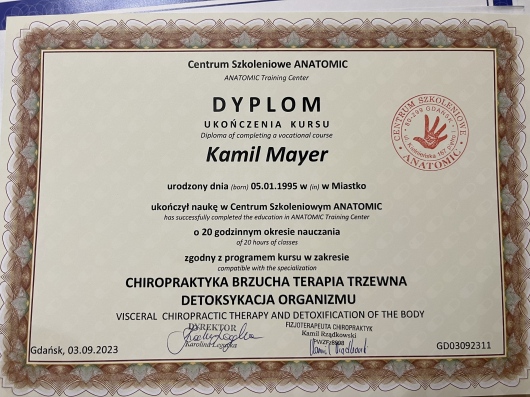 Centrum Szkoleniowe ANATOMIC
ANATOMIC Training Center
DYPLOM
UKOŃCZENIA KURSU
Diploma of completing a vocational course
Kamil Mayer
urodzony dnia (born) 05.01.1995 w (in) w Miastko
ukończył naukę w Centrum Szkoleniowym ANATOMIC
has successfully completed the education in ANATOMIC Training Center
o 20 godzinnym okresie nauczania
of 20 hours of classes
zgodny z programem kursu w zakresie
compatible with the specialization
CHIROPRAKTYKA BRZUCHA TERAPIA TRZEWNA
DETOKSYKACJA ORGANIZMU
VISCERAL CHIROPRACTIC THERAPY AND DETOXIFICATION OF THE BODY
CENTRUM SZKOLENIOWE
80-299 GDAŃSK
ANATOMIC
DYREKTOR
Karolina
FIZJOTERAPEUTA CHIROPRAKTYK
Kamil Rządkowski
Gdańsk, 03.09.2023
GD03092311